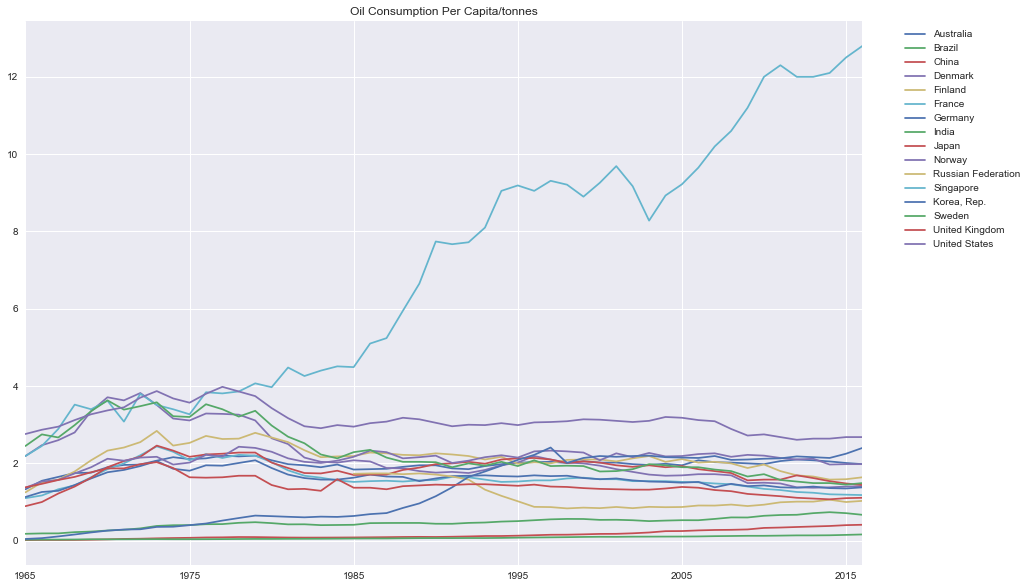 Oil Consumption Per Capita/tonnes
12
10
8
6
4
2
0
1965
1975
1985
1995
2005
2015
Australia
Brazil
China
Denmark
Finland
France
Germany
India
Japan
Norway
Russian Federation
Singapore
Korea, Rep.
Sweden
United Kingdom
United States